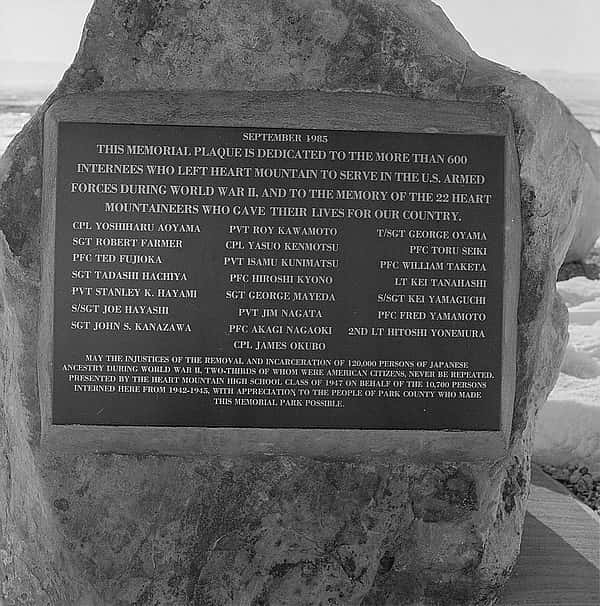 SEPTEMBER 1985
THIS MEMORIAL PLAQUE IS DEDICATED TO THE MORE THAN 600
INTERNEES WHO LEFT HEART MOUNTAIN TO SERVE IN THE U.S. ARMED
FORCES DURING WORLD WAR II, AND TO THE MEMORY OF THE 22 HEART
MOUNTAINEERS WHO GAVE THEIR LIVES FOR OUR COUNTRY.
CPL YOSHIHARU AOYAMA
SGT ROBERT FARMER
PFC TED FUJIOKA
SGT TADASHI HACHIYA
PVT STANLEY K. HAYAMI
S/SGT JOE HAYASHI
SGT JOHN S. KANAZAWA
PVT ROY KAWAMOTO
CPL YASUO KENMOTSU
PVT ISAMU KUNIMATSU
PFC HIROSHI KYONO
SGT GEORGE MAYEDA
PVT JIM NAGATA
PFC AKAGI NAGAOKI
CPL JAMES OKUBO
T/SGT GEORGE OYAMA
PFC TORU SEIKI
PFC WILLIAM TAKETA
LT KEI TANAHASHI
S/SGT KEI YAMAGUCHI
PFC FRED YAMAMOTO
2ND LT HITOSHI YONEMURA
MAY THE INJUSTICES OF THE REMOVAL AND INCARCERATION OF 120,000 PERSONS OF JAPANESE
ANCESTRY DURING WORLD WAR II, TWO-THIRDS OF WHOM WERE AMERICAN CITIZENS, NEVER BE REPEATED.
PRESENTED BY THE HEART MOUNTAIN HIGH SCHOOL CLASS OF 1947 ON BEHALF OF THE 10,700 PERSONS
INTERNED HERE FROM 1942-1945, WITH APPRECIATION TO THE PEOPLE OF PARK COUNTY WHO MADE
THIS MEMORIAL PARK POSSIBLE.